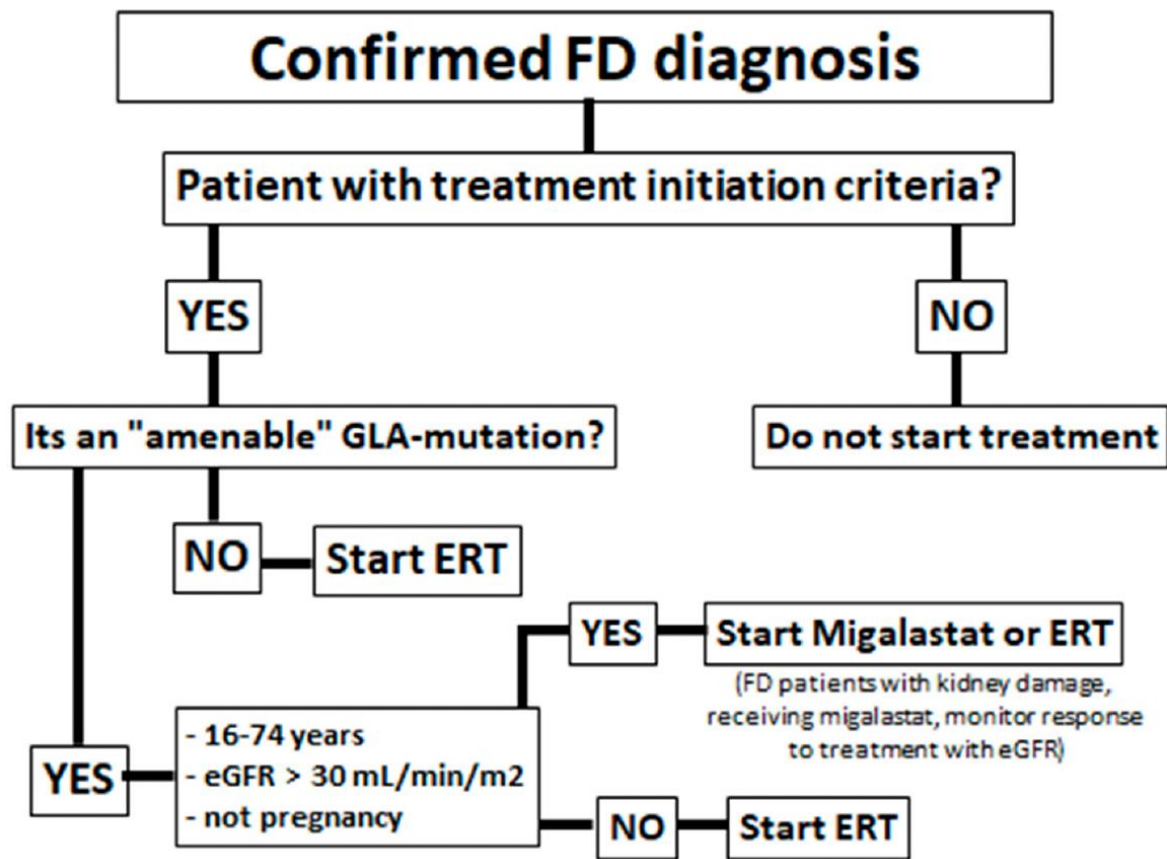 Confirmed FD diagnosis
Patient with treatment initiation criteria?
YES
NO
Its an "amenable" GLA-mutation?
Do not start treatment
NO
Start ERT
YES
Start Migalastat or ERT
(FD patients with kidney damage,
receiving migalastat, monitor response
to treatment with eGFR)
YES
- 16-74 years
- eGFR > 30 mL/min/m2
- not pregnancy
NO
Start ERT